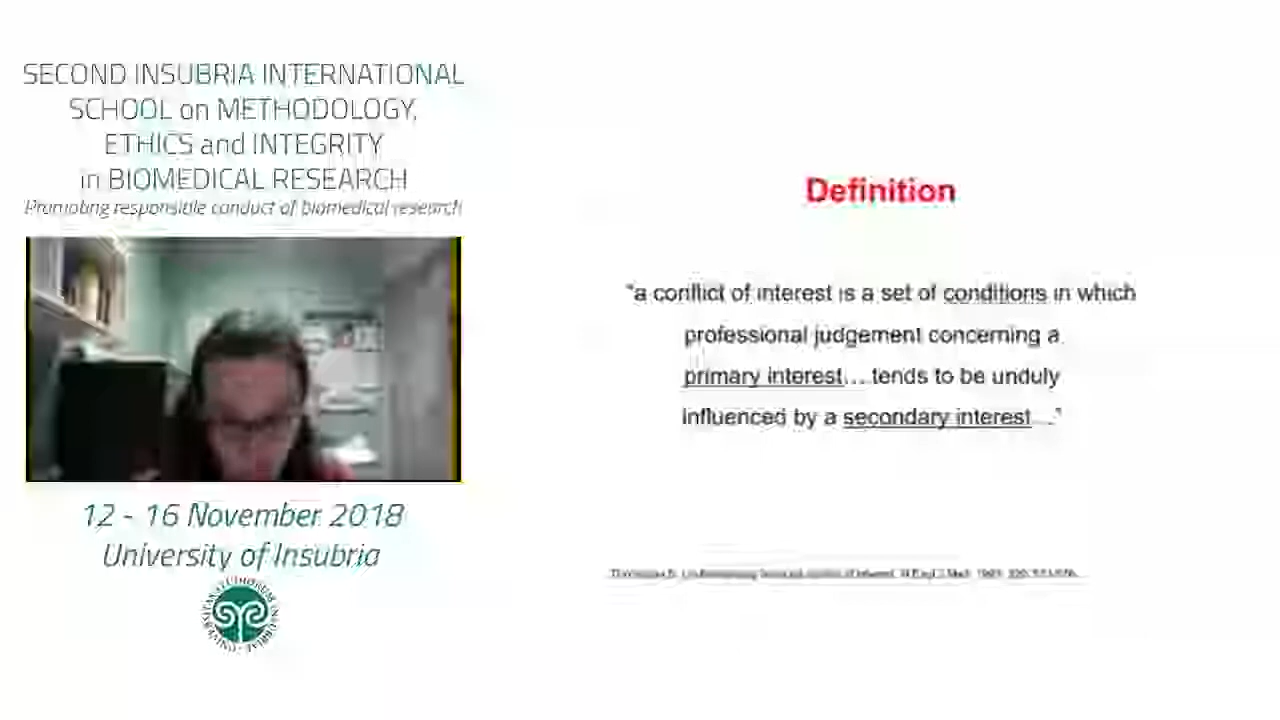 SECOND INSUBRIA INTERNATIONAL
SCHOOL on METHODOLOGY,
ETHICS and INTEGRITY
in BIOMEDICAL RESEARCH
Promoting responsible conduct of biomedical research
12 - 16 November 2018
University of Insubria
Definition
"a conflict of interest is a set of conditions in which
professional judgement concerning a
primary interest....tends to be unduly
influenced by a secondary interest...."